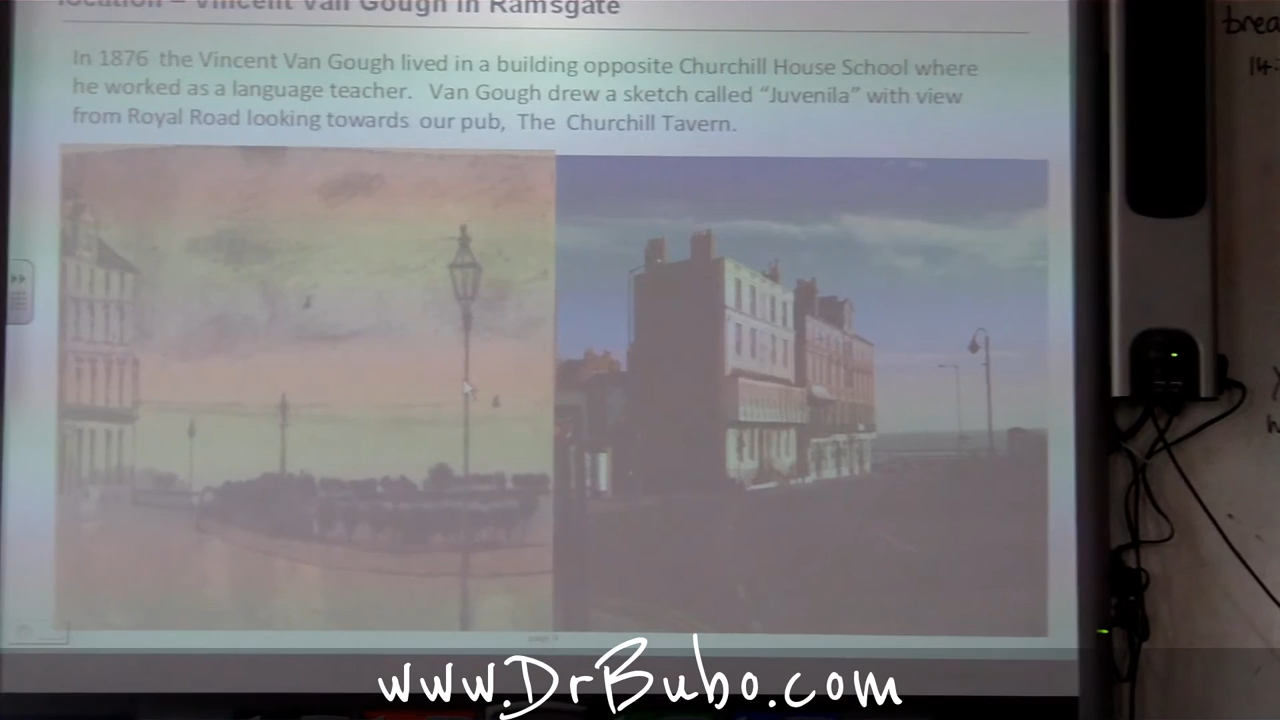 location – Vincent Van Gough in Ramsgate
In 1876 the Vincent Van Gough lived in a building opposite Churchill House School where
he worked as a language teacher. Van Gough drew a sketch called “Juvenila” with view
from Royal Road looking towards our pub, The Churchill Tavern.
www.DrBubo.com